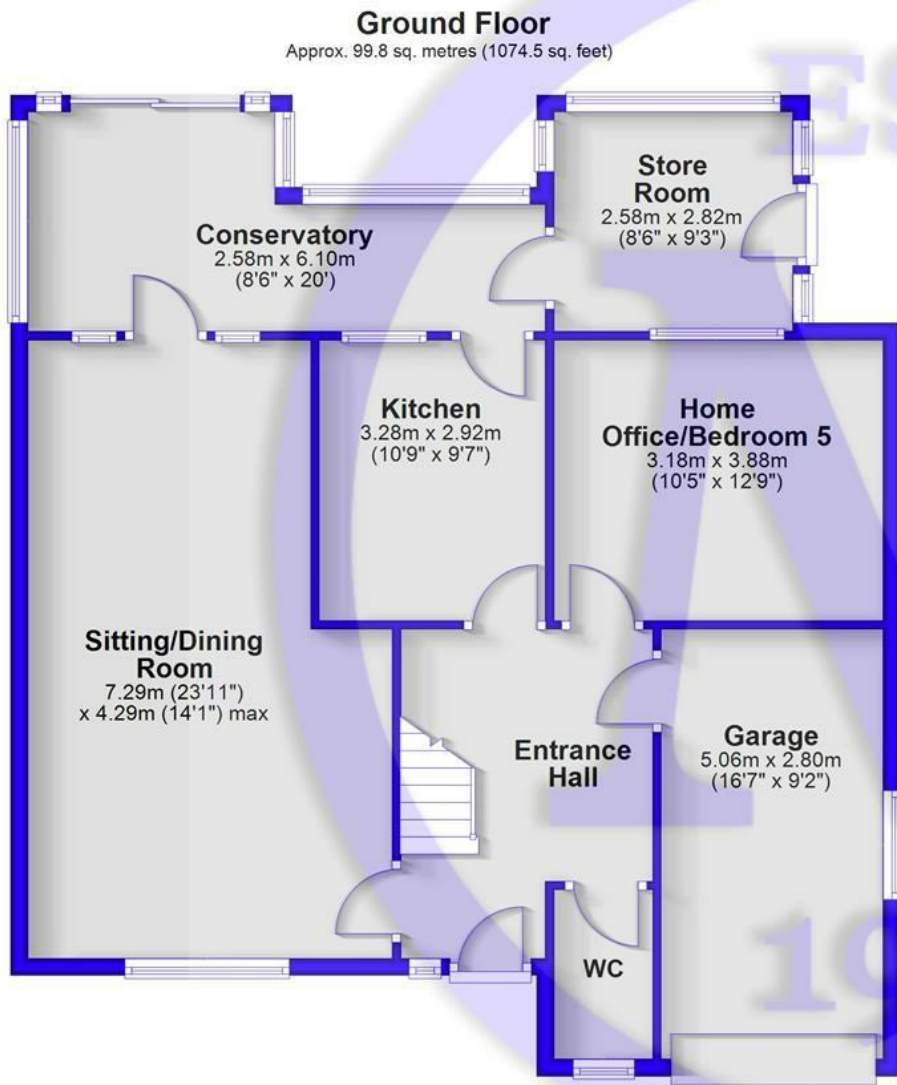 Ground Floor
Approx. 99.8 sq. metres (1074.5 sq. feet)
ES
Store
Room
2.58m x 2.82m
(8'6" x 9'3")
Conservatory
2.58m x 6.10m
(8'6" x 20')
Kitchen
3.28m x 2.92m
(10'9" x 9'7")
Home
Office/Bedroom 5
3.18m x 3.88m
(10'5" x 12'9")
Sitting/Dining
Room
7.29m (23'11")
x 4.29m (14'1") max
Entrance
Hall
Garage
5.06m x 2.80m
(16'7" x 9'2")
WC
19